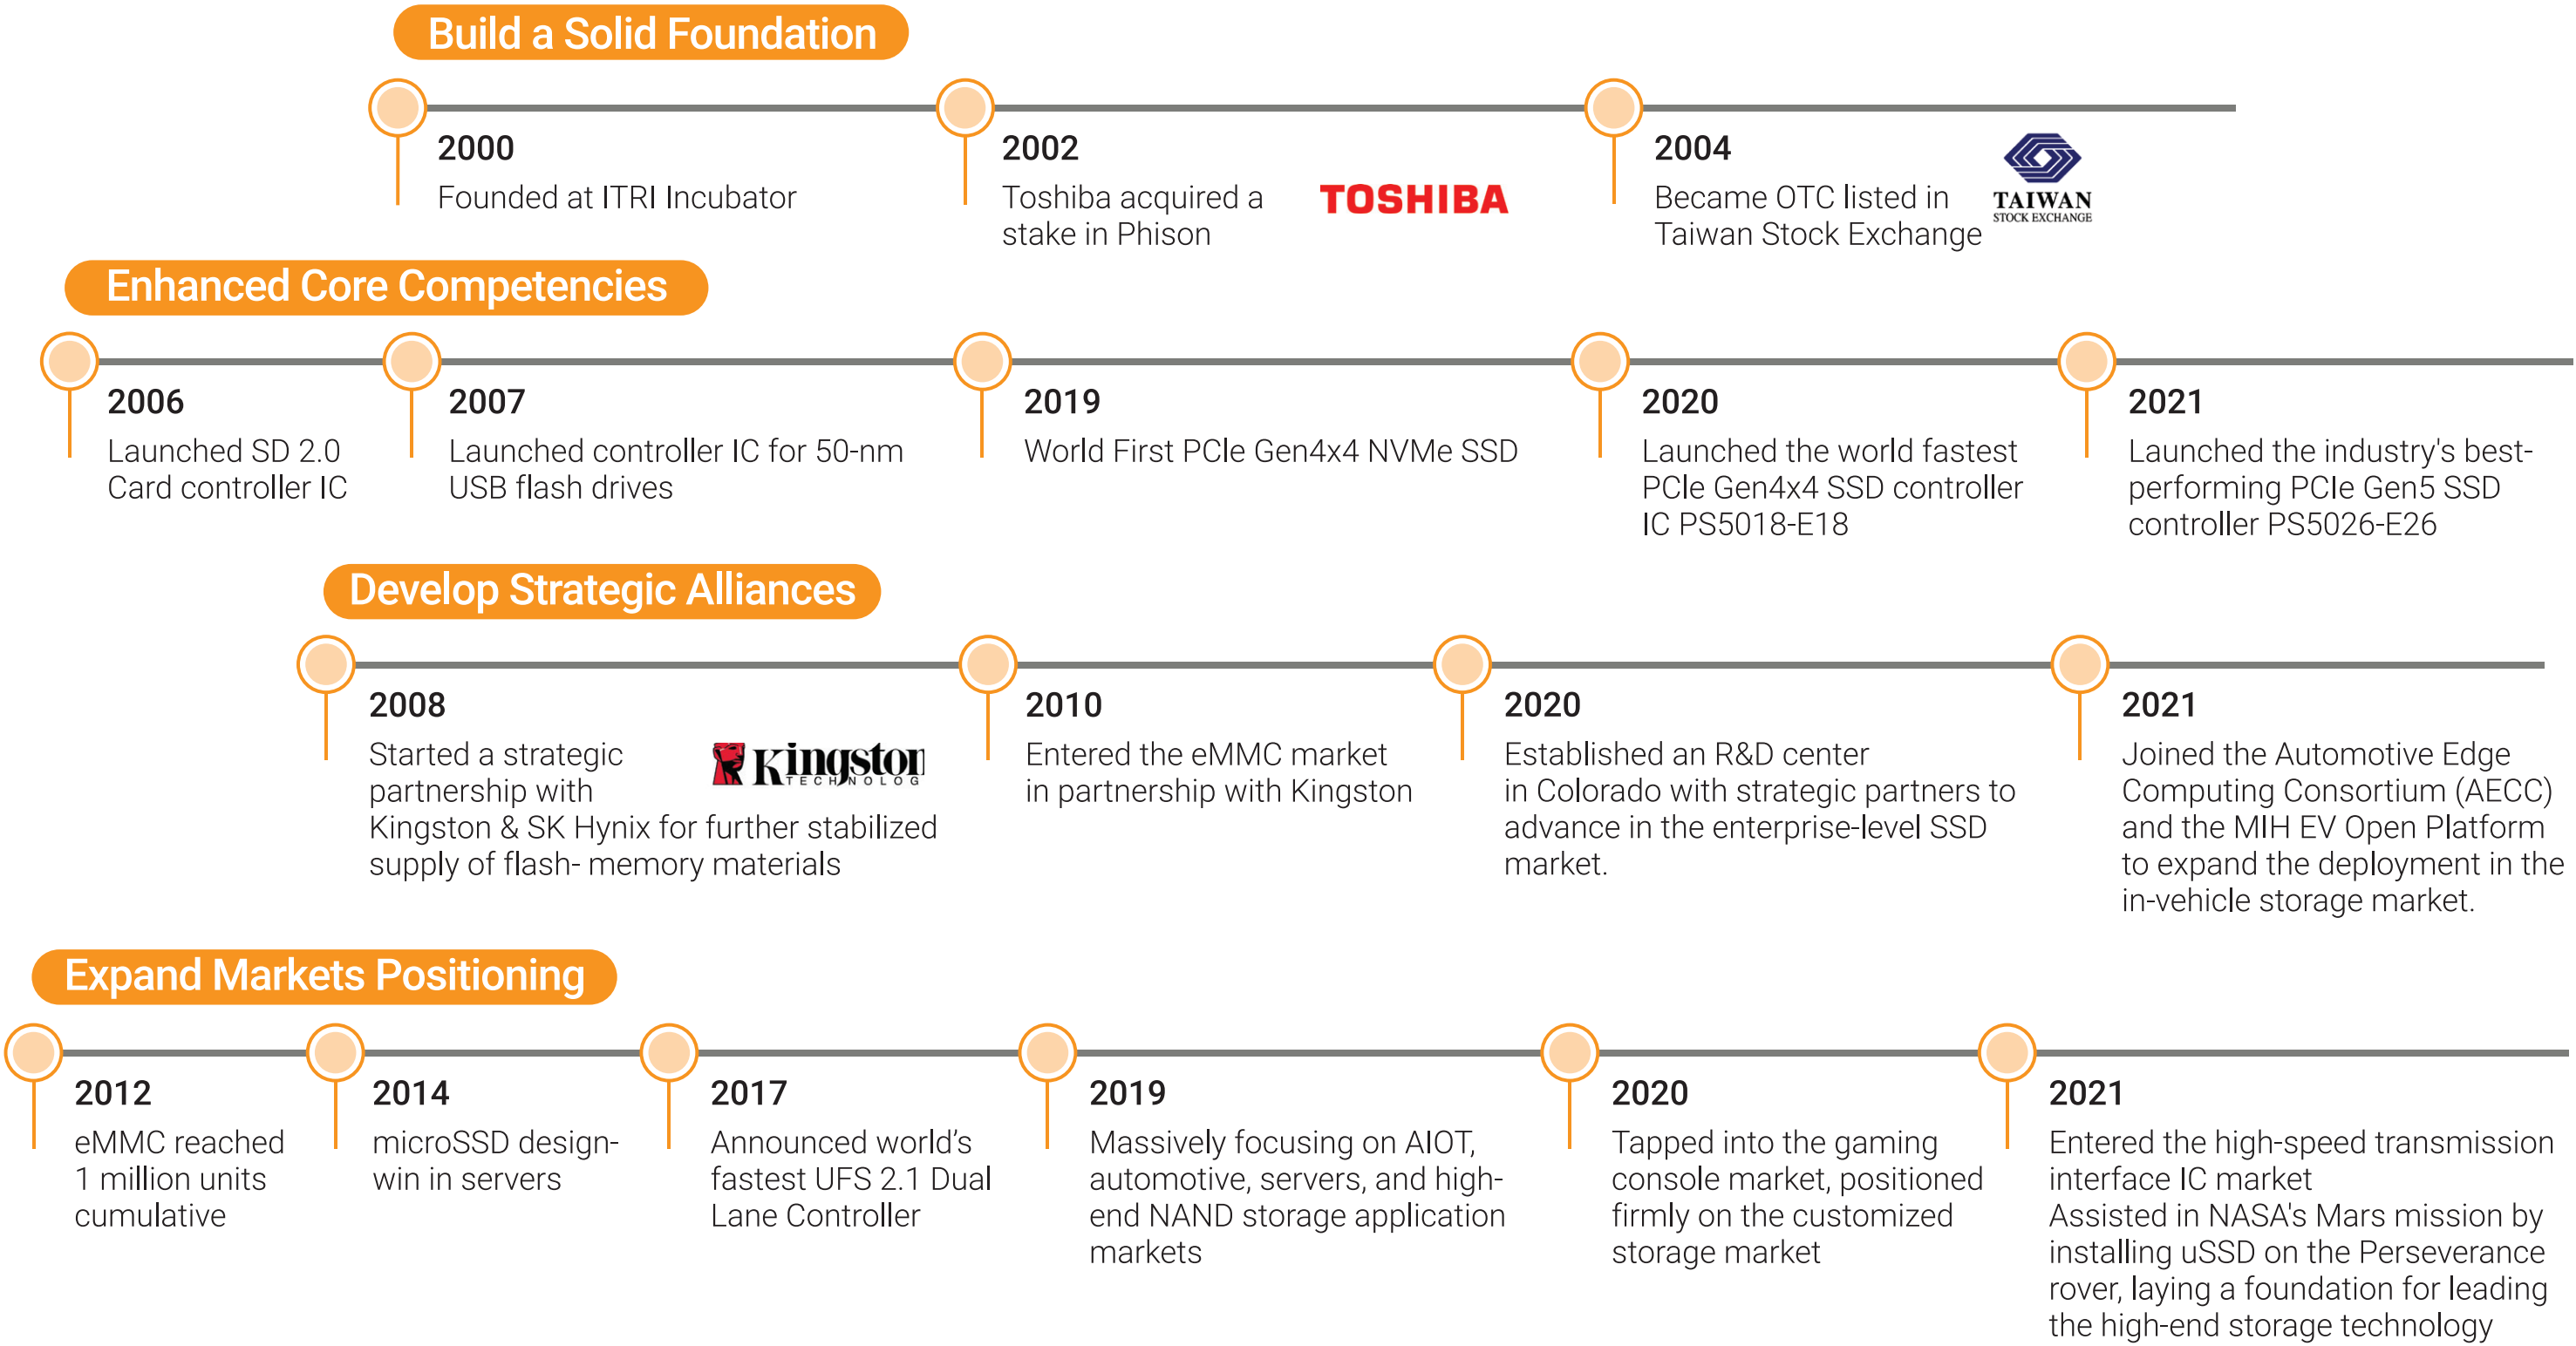 Build a Solid Foundation
2000
Founded at ITRI Incubator
2002
Toshiba acquired a
stake in Phison
TOSHIBA
2004
Became OTC listed in
Taiwan Stock Exchange
TAIWAN
STOCK EXCHANGE
Enhanced Core Competencies
2006
Launched SD 2.0
Card controller IC
2007
Launched controller IC for 50-nm
USB flash drives
2019
World First PCIe Gen4x4 NVMe SSD
2020
Launched the world fastest
PCIe Gen4x4 SSD controller
IC PS5018-E18
2021
Launched the industry's best-
performing PCIe Gen5 SSD
controller PS5026-E26
Develop Strategic Alliances
2008
Started a strategic
partnership with
Kingston & SK Hynix for further stabilized
supply of flash- memory materials
Kingston
TECHNOLOG
2010
Entered the eMMC market
in partnership with Kingston
2020
Established an R&D center
in Colorado with strategic partners to
advance in the enterprise-level SSD
market.
2021
Joined the Automotive Edge
Computing Consortium (AECC)
and the MIH EV Open Platform
to expand the deployment in the
in-vehicle storage market.
Expand Markets Positioning
2012
eMMC reached
1 million units
cumulative
2014
microSSD design-
win in servers
2017
Announced world’s
fastest UFS 2.1 Dual
Lane Controller
2019
Massively focusing on AIOT,
automotive, servers, and high-
end NAND storage application
markets
2020
Tapped into the gaming
console market, positioned
firmly on the customized
storage market
2021
Entered the high-speed transmission
interface IC market
Assisted in NASA's Mars mission by
installing uSSD on the Perseverance
rover, laying a foundation for leading
the high-end storage technology